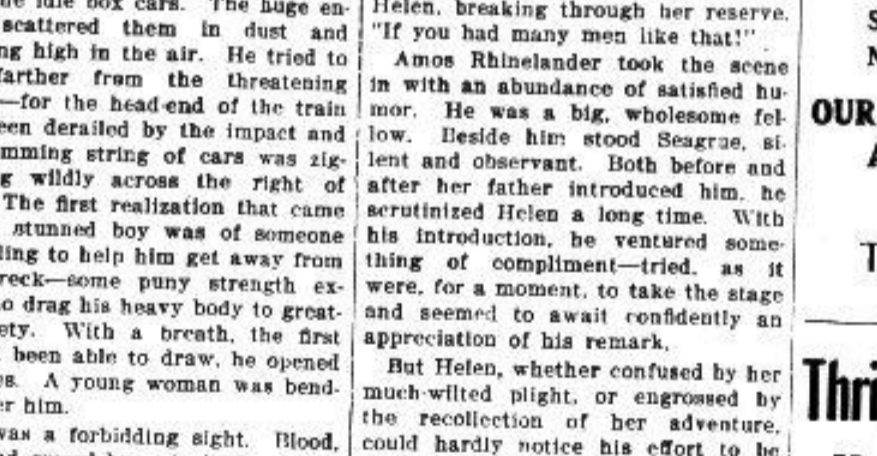 idle box cars. The huge en-
scattered them in dust and
high in the air. He tried to
farther from the threatening
—for the head-end of the train
been derailed by the impact and
string of cars was zig-
wildly across the right of
The first realization that came
stunned boy was of someone
to help him get away from
wreck—some puny strength ex-
to drag his heavy body to great-
With a breath, the first
been able to draw, he opened
A young woman was bend-
him.
was a forbidding sight. Blood,
Helen, breaking through her reserve.
"If you had many men like that!"
Amos Rhinelander took the scene
in with an abundance of satisfied hu-
mor. He was a big, wholesome fel-
low. Beside him stood Seagrue, si-
lent and observant. Both before and
after her father introduced him, he
scrutinized Helen a long time. With
his introduction, he ventured some-
thing of compliment—tried, as it
were, for a moment, to take the stage
and seemed to await confidently an
appreciation of his remark.
But Helen, whether confused by her
much-wilted plight, or engrossed by
the recollection of her adventure,
could hardly notice his effort to be
OUR
Thri